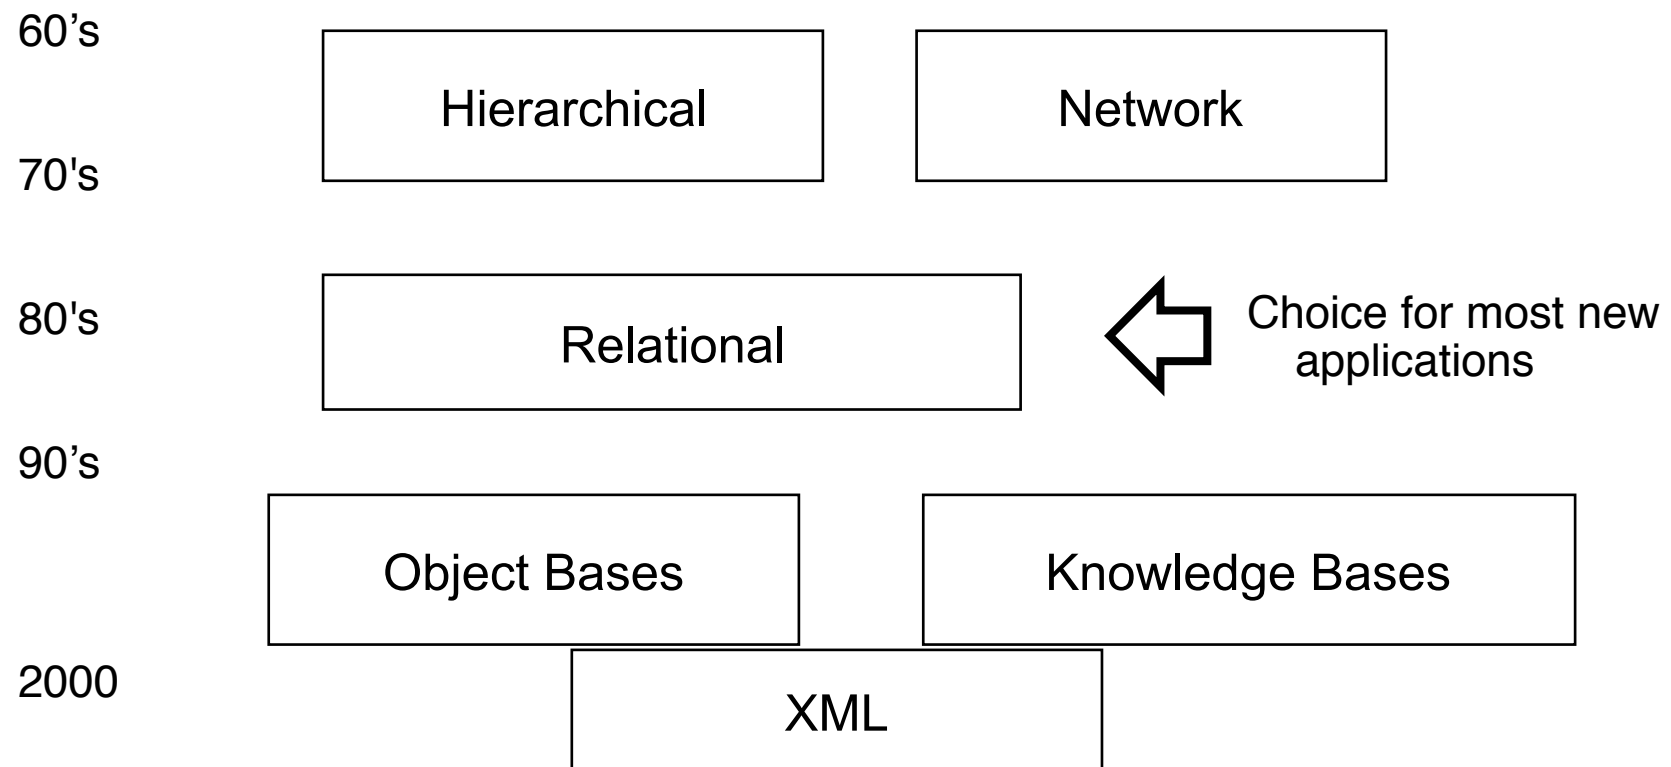 60’s
Hierarchical
Network
70's
80's
Relational
Choice for most new
applications
90’s
Object Bases
Knowledge Bases
2000
XML